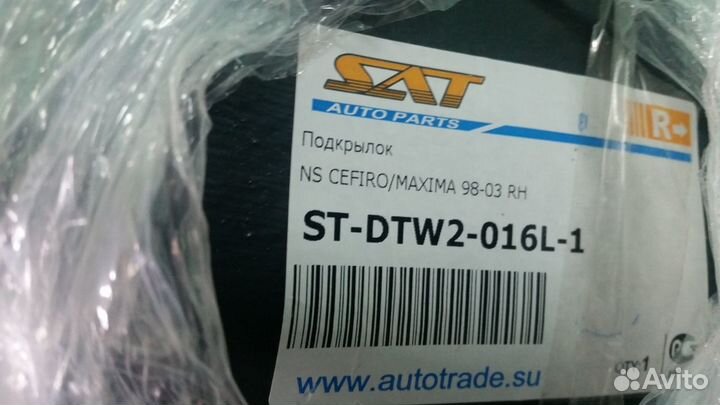 SAT
AUTO PARTS
R
Подкрылок
NS CEFIRO/MAXIMA 98-03 RH
ST-DTW2-016L-1
www.autotrade.su
Avito